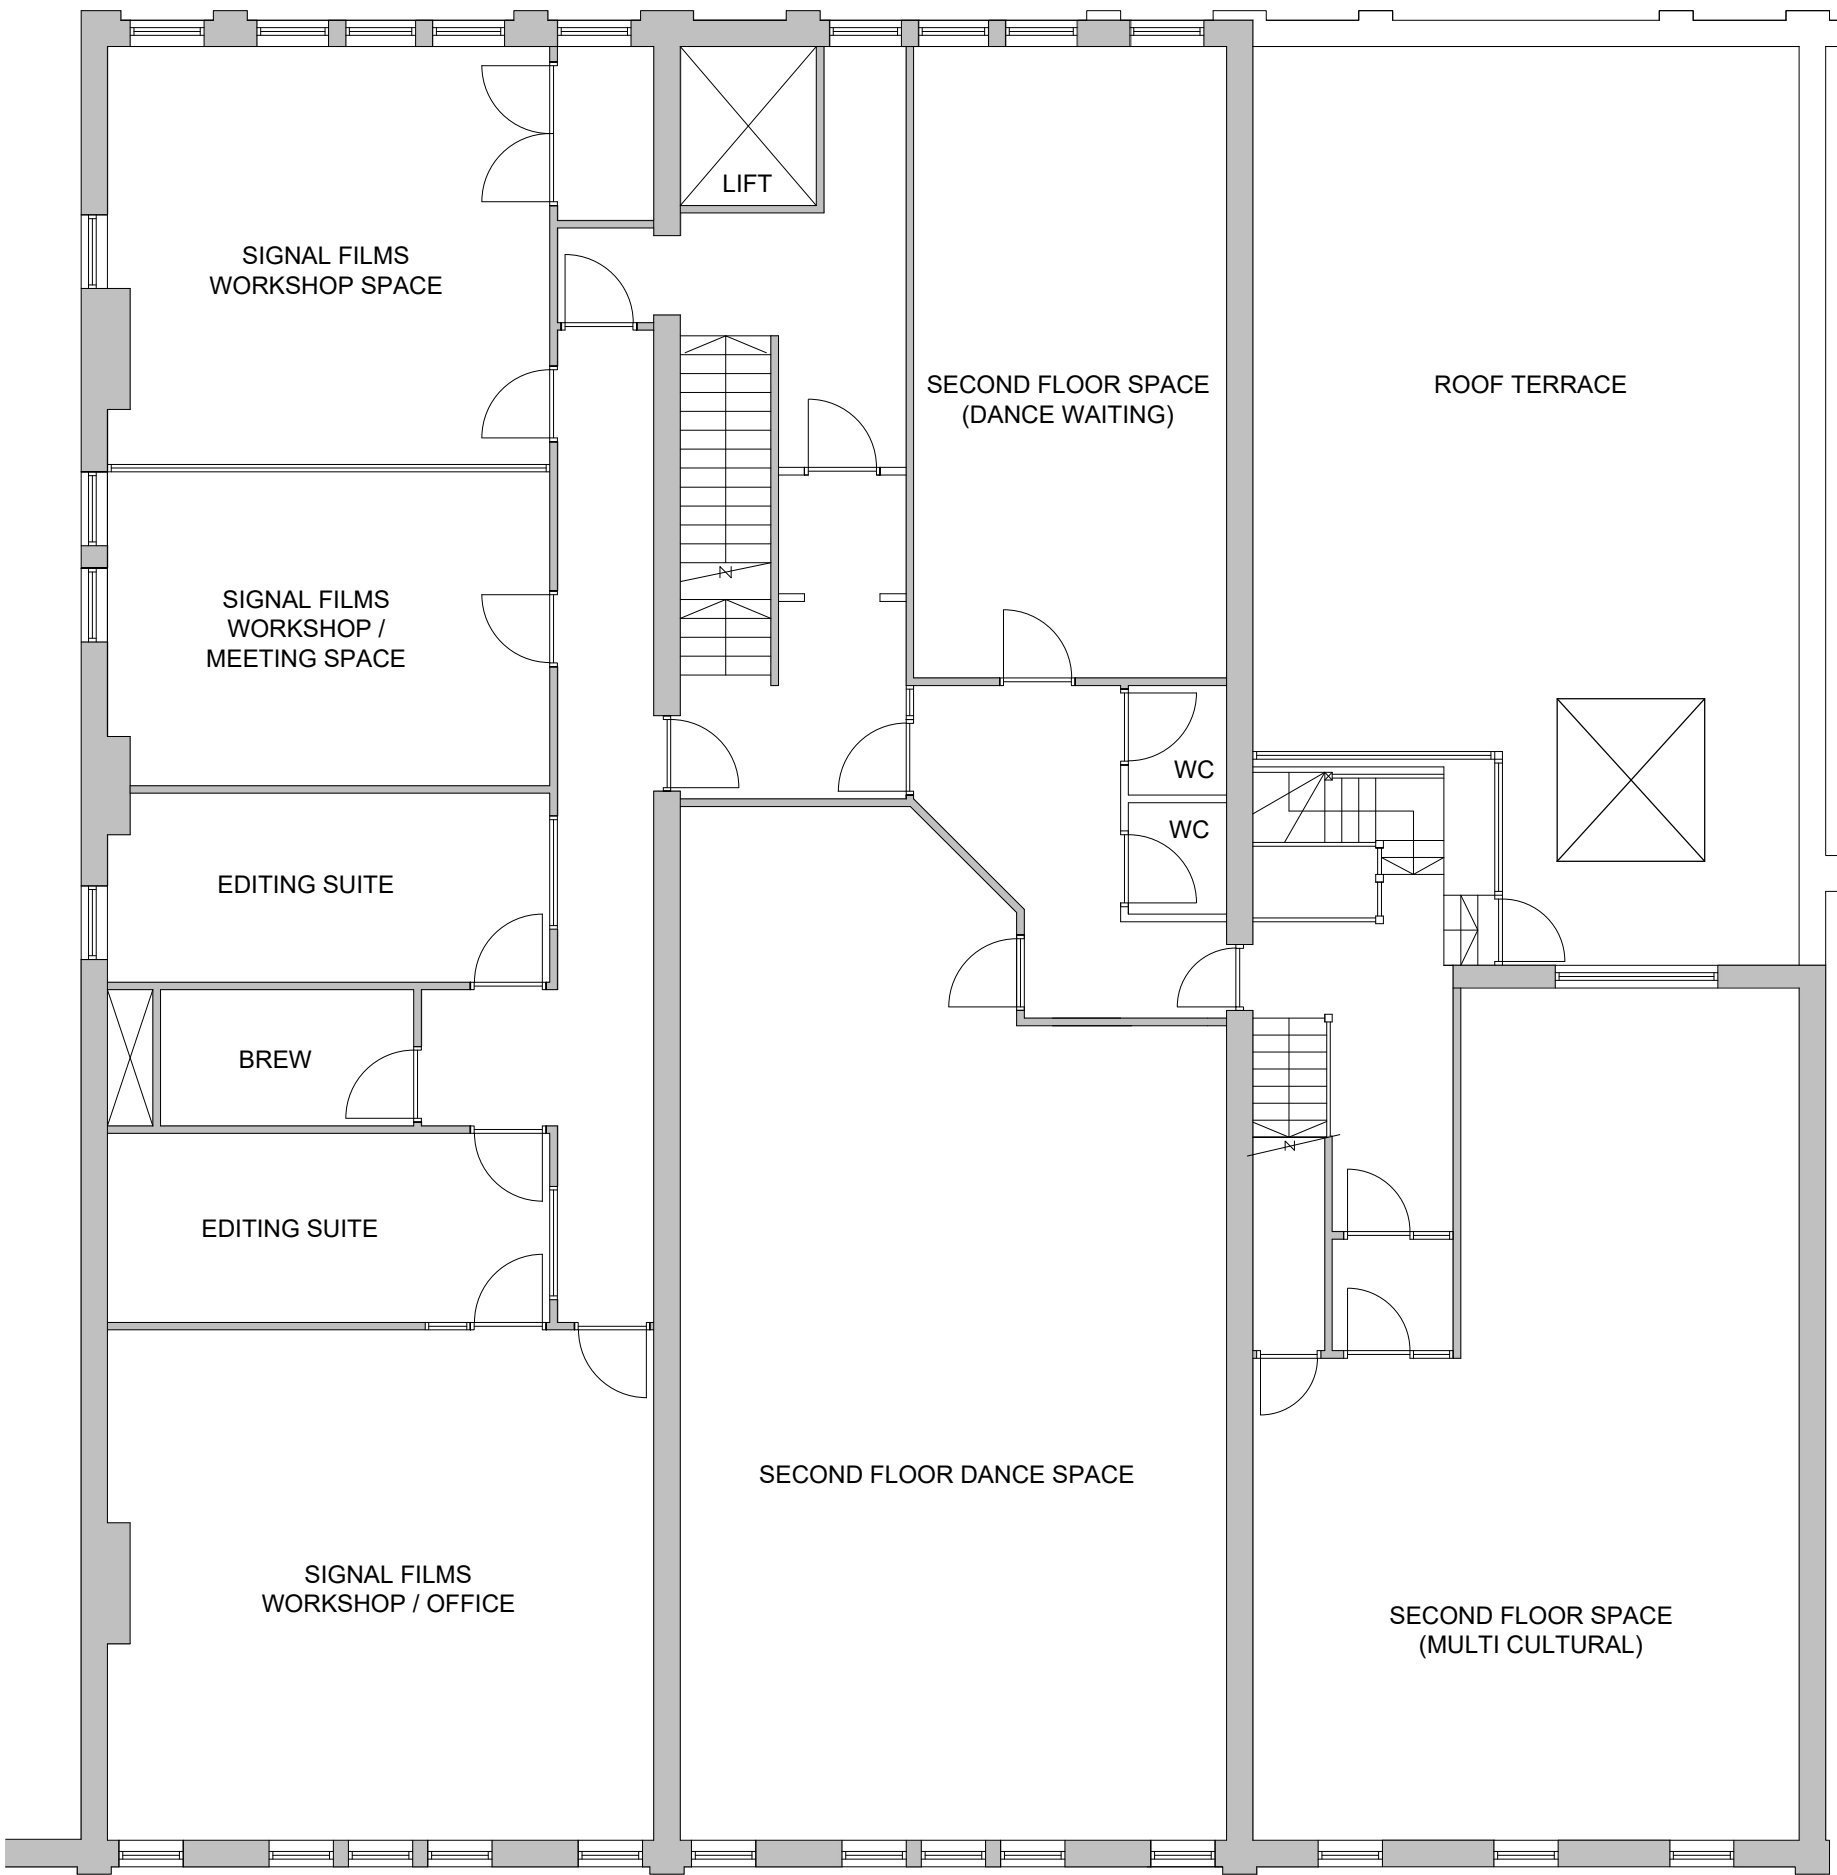 LIFT
SIGNAL FILMS
WORKSHOP SPACE
SECOND FLOOR SPACE
(DANCE WAITING)
ROOF TERRACE
SIGNAL FILMS
WORKSHOP /
MEETING SPACE
WC
WC
EDITING SUITE
BREW
EDITING SUITE
SECOND FLOOR DANCE SPACE
SIGNAL FILMS
WORKSHOP / OFFICE
SECOND FLOOR SPACE
(MULTI CULTURAL)